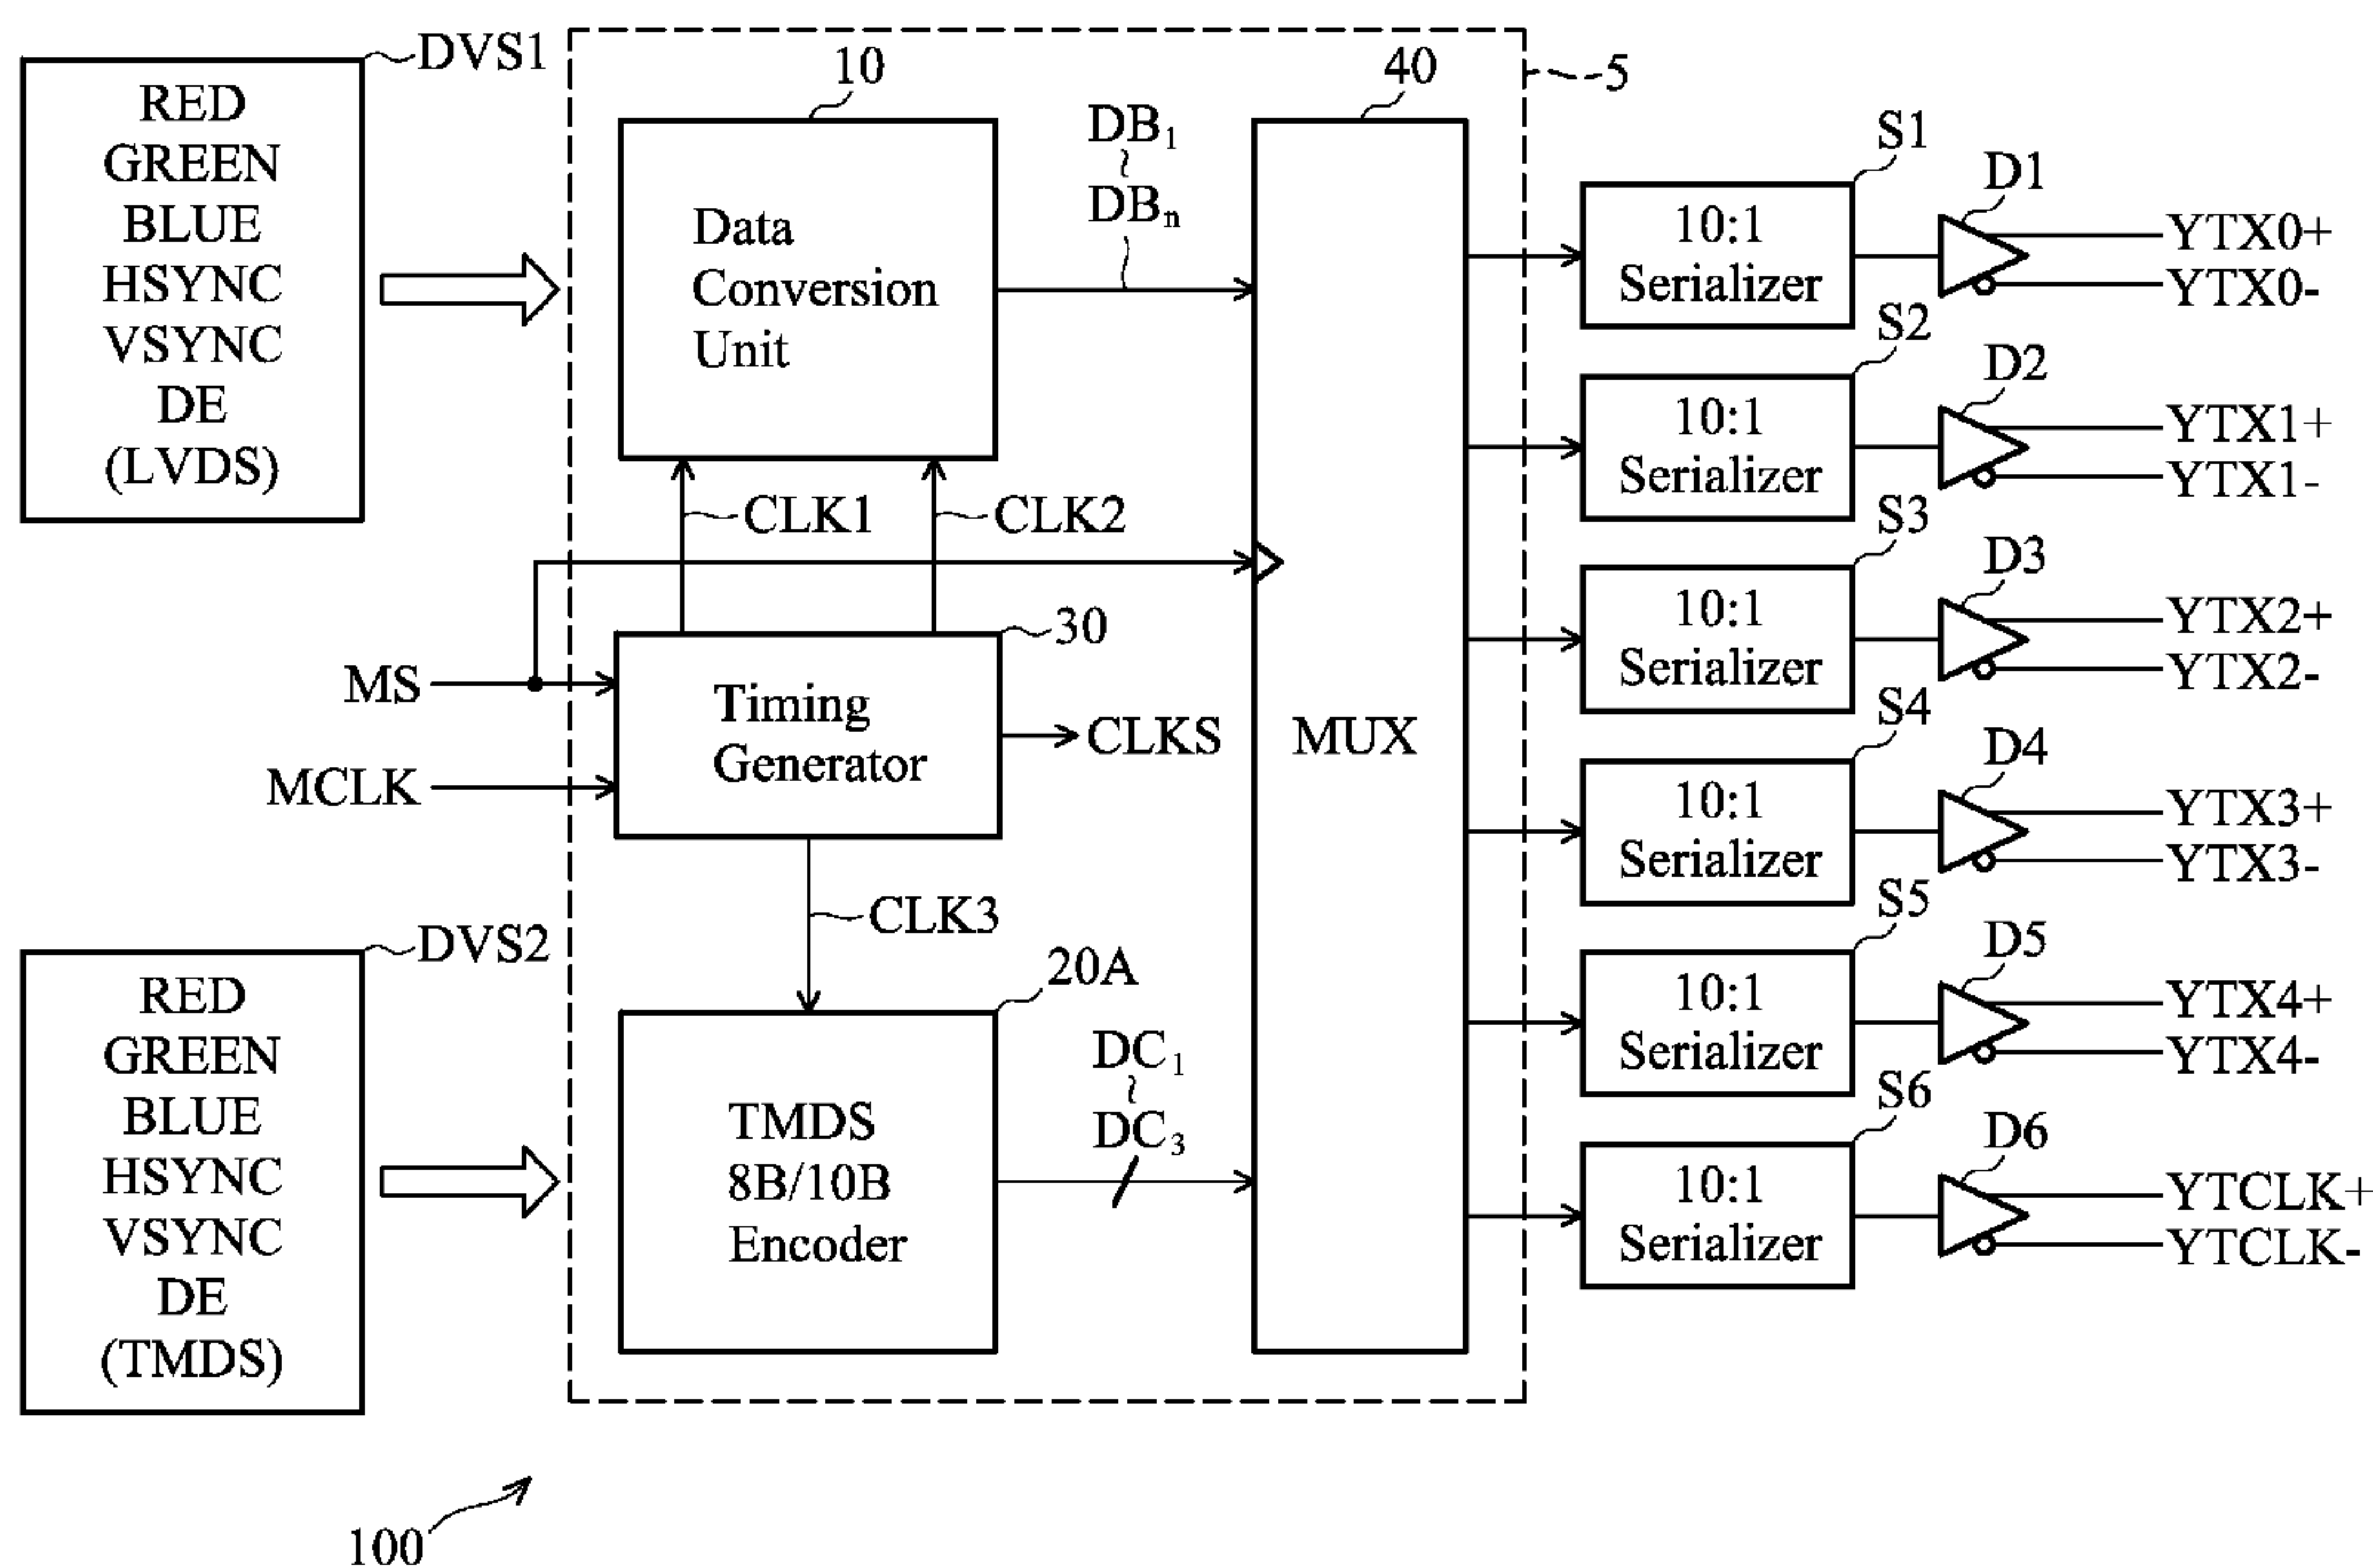 DVS1
RED
GREEN
BLUE
HSYNC
VSYNC
DE
(LVDS)
10
Data
Conversion
Unit
DB1
DBn
40
MUX
5
CLK1
CLK2
MS
MCLK
30
Timing
Generator
CLKS
CLK3
DVS2
RED
GREEN
BLUE
HSYNC
VSYNC
DE
(TMDS)
20A
TMDS
8B/10B
Encoder
DC1
DC3
S1
10:1
Serializer
D1
YTX0+
YTX0-
S2
10:1
Serializer
D2
YTX1+
YTX1-
S3
10:1
Serializer
D3
YTX2+
YTX2-
S4
10:1
Serializer
D4
YTX3+
YTX3-
S5
10:1
Serializer
D5
YTX4+
YTX4-
S6
10:1
Serializer
D6
YTCLK+
YTCLK-
100